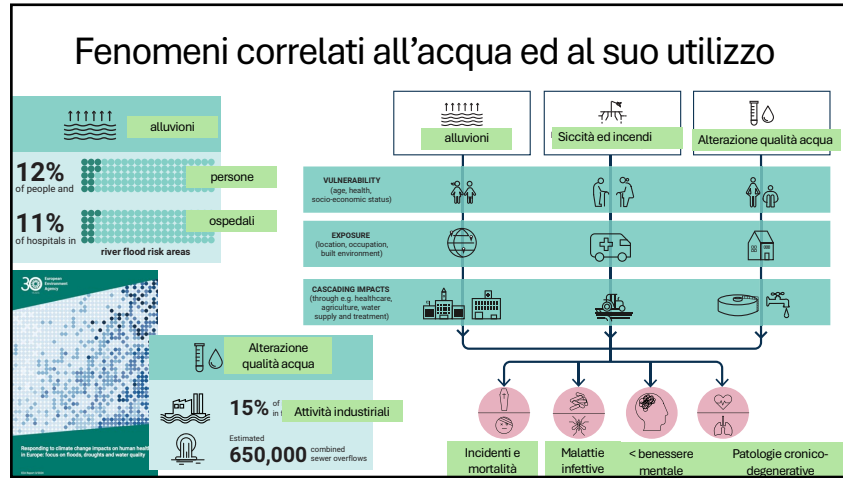 Fenomeni correlati all'acqua ed al suo utilizzo
alluvioni
12%
of people and
persone
11%
of hospitals in
ospedali
river flood risk areas
30
European
Environment
Agency
Responding to climate change impacts on human health
in Europe: focus on floods, droughts and water quality
Alterazione
qualità acqua
15% of
in
Attività industiriali
Estimated
650,000 combined
sewer overflows
alluvioni
Siccità ed incendi
Alterazione qualità acqua
VULNERABILITY
(age, health,
socio-economic status)
EXPOSURE
(location, occupation,
built environment)
CASCADING IMPACTS
(through e.g. healthcare,
agriculture, water
supply and treatment)
Incidenti e
mortalità
Malattie
infettive
< benessere
mentale
Patologie cronico-
degenerative